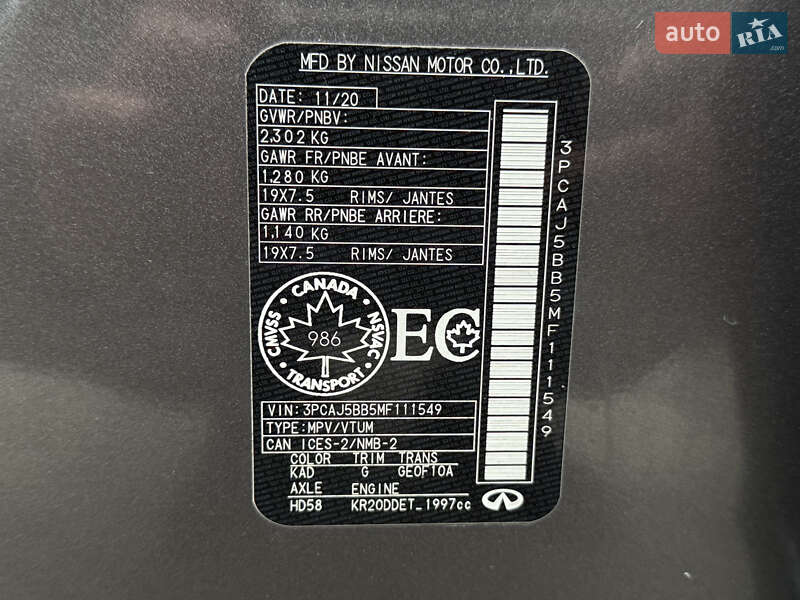 auto RIA.com
MFD BY NISSAN MOTOR CO.,LTD.
DATE: 11/20
GVWR/PNBV:
2,302 KG
GAWR FR/PNBE AVANT:
1,280 KG
19X7.5 RIMS/ JANTES
GAWR RR/PNBE ARRIERE:
1,140 KG
19X7.5 RIMS/ JANTES
3PCAJ5BB5MF111549
CANADA
CMVSS NSVAC
986
TRANSPORT
EC
VIN: 3PCAJ5BB5MF111549
TYPE: MPV/VTUM
CAN ICES-2/NMB-2
COLOR TRIM TRANS
KAD G GE0F10A
AXLE ENGINE
HD58 KR20DDET_1997cc